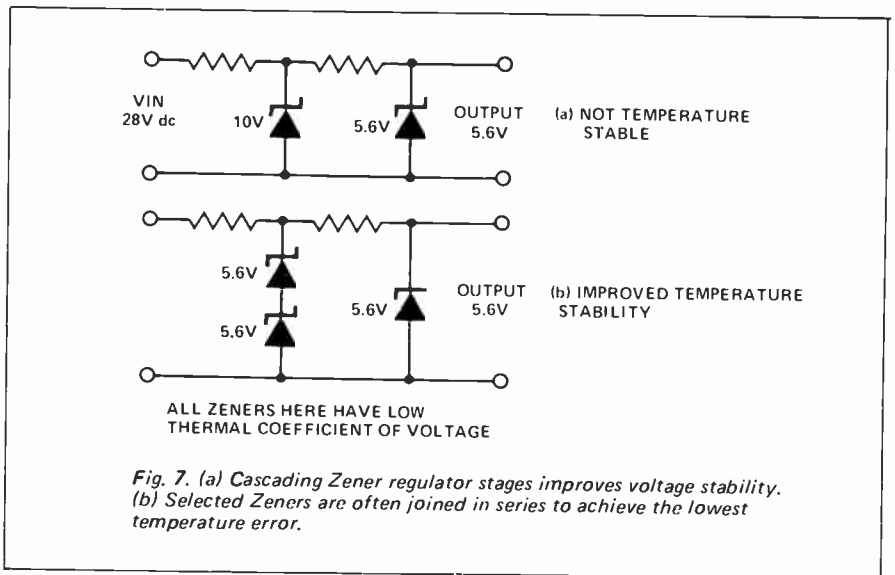 VIN
28V dc
10V
5.6V
OUTPUT
5.6V
(a) NOT TEMPERATURE
STABLE
5.6V
5.6V
5.6V
OUTPUT
5.6V
(b) IMPROVED TEMPERATURE
STABILITY
ALL ZENERS HERE HAVE LOW
THERMAL COEFFICIENT OF VOLTAGE
Fig. 7. (a) Cascading Zener regulator stages improves voltage stability.
(b) Selected Zeners are often joined in series to achieve the lowest
temperature error.